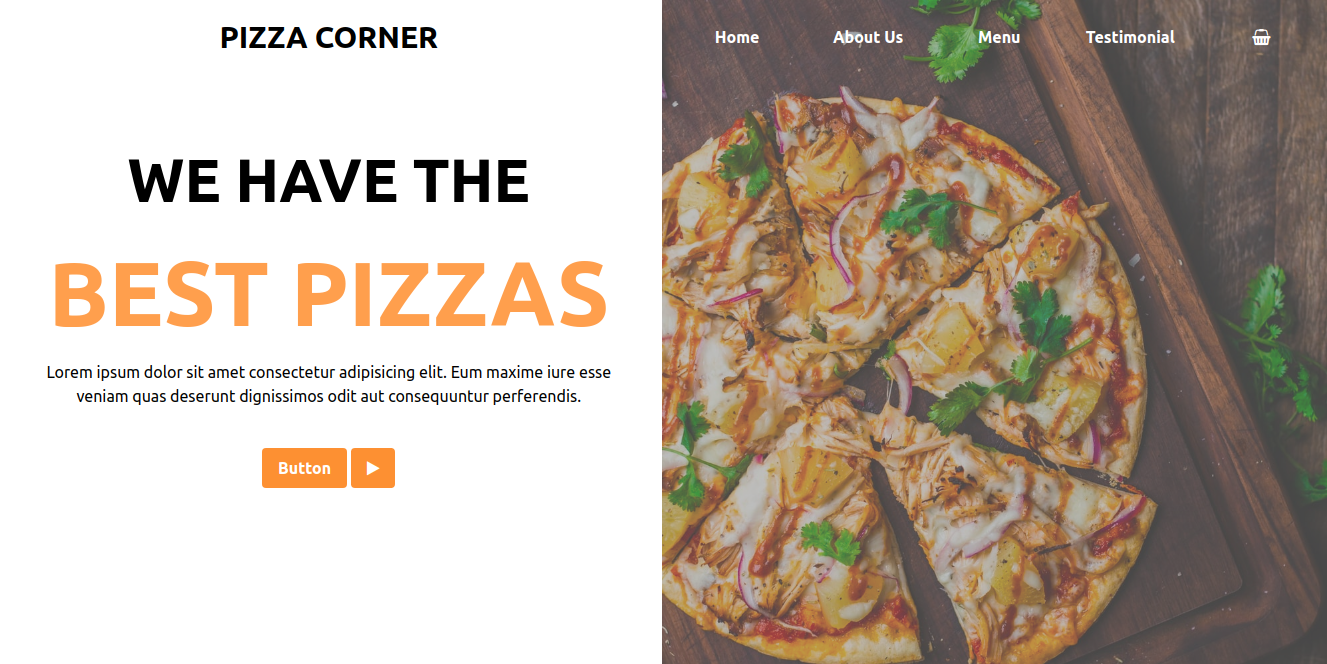 PIZZA CORNER
Home About Us Menu Testimonial
WE HAVE THE
BEST PIZZAS
Lorem ipsum dolor sit amet consectetur adipisicing elit. Eum maxime iure esse
veniam quas deserunt dignissimos odit aut consequuntur perferendis.
Button